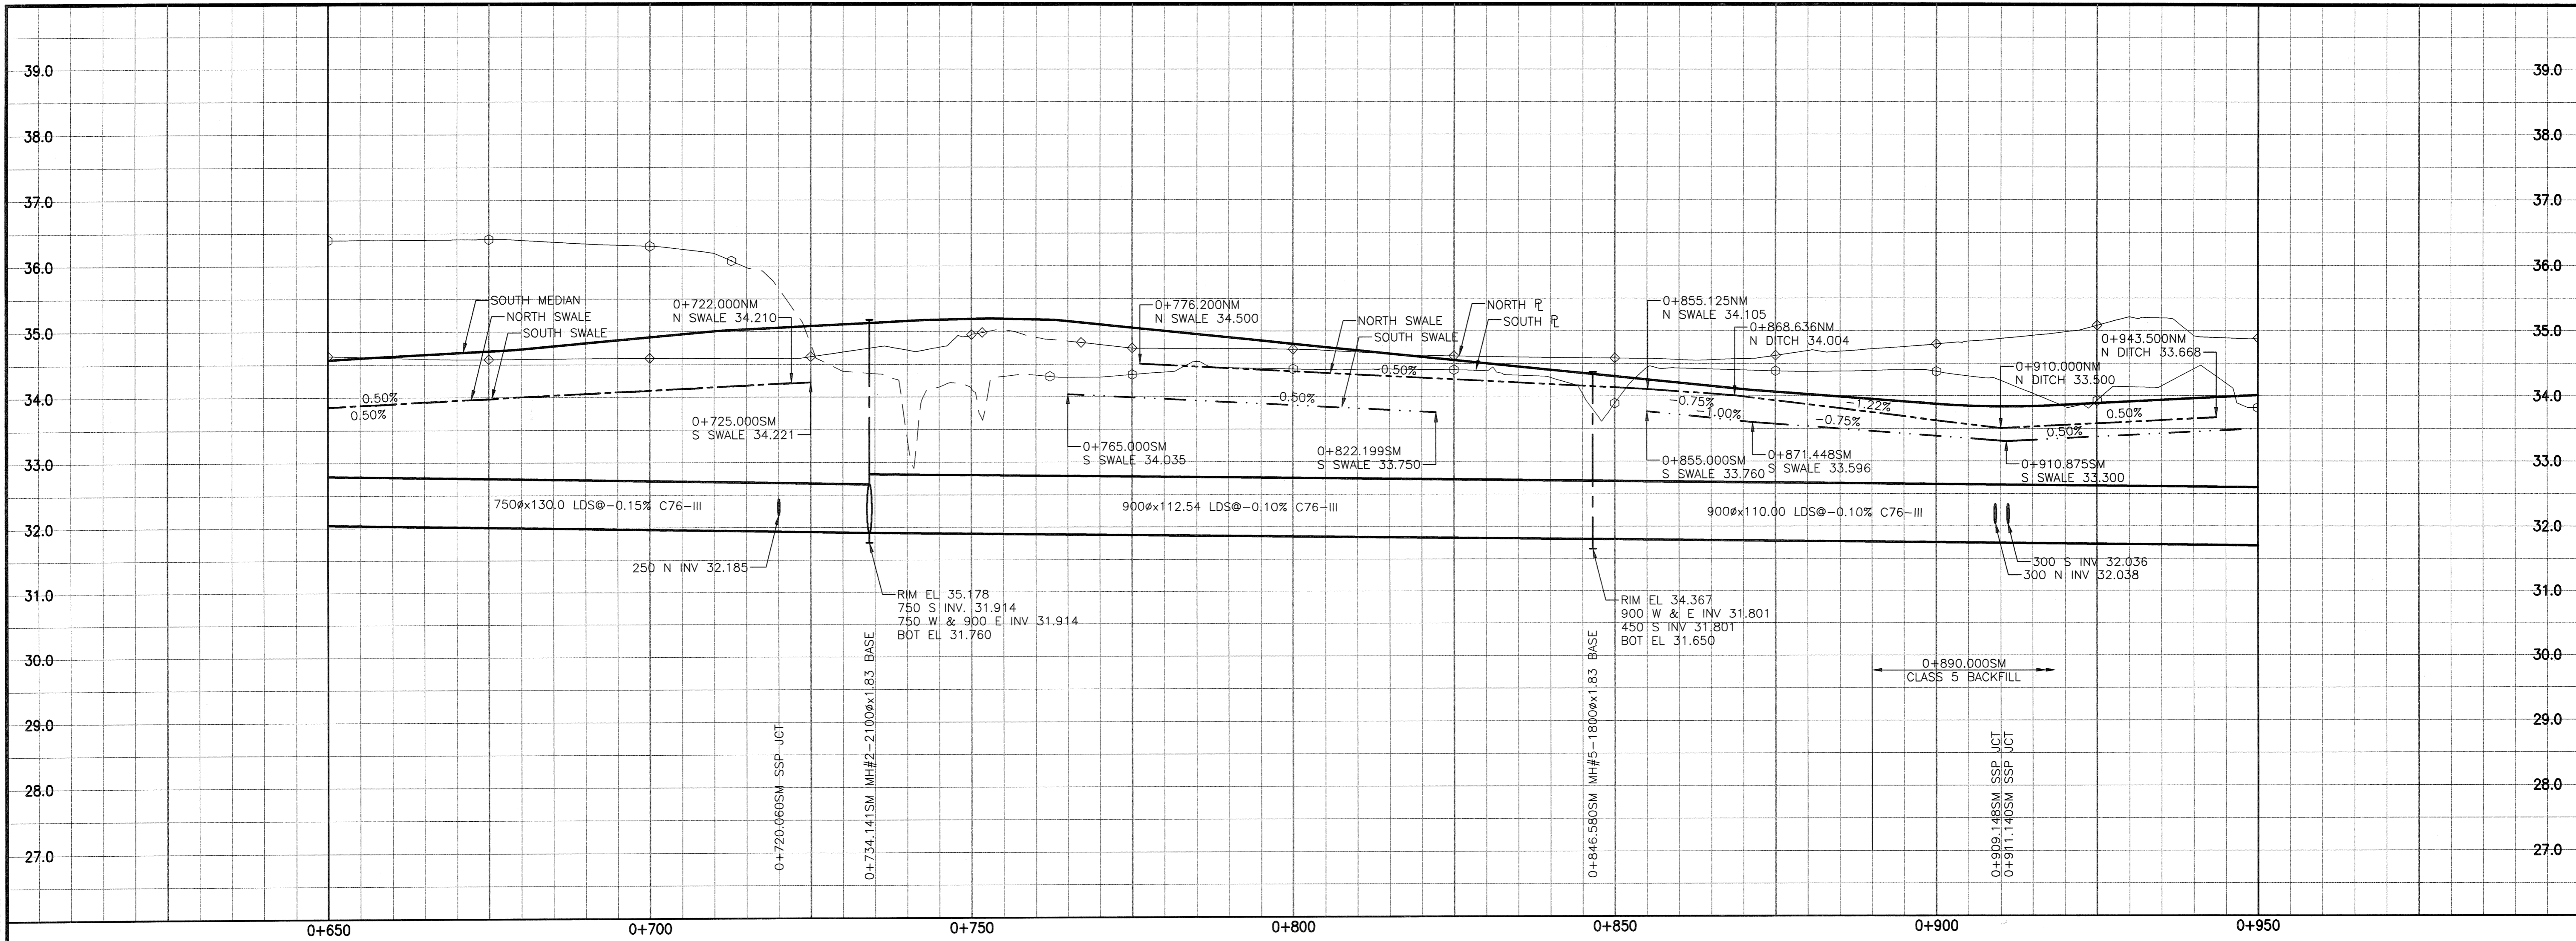 39.0
39.0
38.0
38.0
37.0
37.0
36.0
36.0
35.0
35.0
34.0
34.0
33.0
33.0
32.0
32.0
31.0
31.0
30.0
30.0
29.0
29.0
28.0
28.0
27.0
27.0
SOUTH MEDIAN
NORTH SWALE
SOUTH SWALE
0.50%
0.50%
0+722.000NM
N SWALE 34.210
0+725.000SM
S SWALE 34.221
0+776.200NM
N SWALE 34.500
NORTH SWALE
SOUTH SWALE
-0.50%
-0.50%
NORTH PL
SOUTH PL
0+765.000SM
S SWALE 34.035
0+822.199SM
S SWALE 33.750
0+855.125NM
N SWALE 34.105
0+868.636NM
N DITCH 34.004
-0.75%
-1.00%
-1.22%
-0.75%
0+855.000SM
S SWALE 33.760
0+871.448SM
S SWALE 33.596
0+943.500NM
N DITCH 33.668
0+910.000NM
N DITCH 33.500
0.50%
0.50%
0+910.875SM
S SWALE 33.300
750øx130.0 LDS@-0.15% C76-III
900øx112.54 LDS@-0.10% C76-III
900øx110.00 LDS@-0.10% C76-III
250 N INV 32.185
RIM EL 35.178
750 S INV. 31.914
750 W & 900 E INV 31.914
BOT EL 31.760
RIM EL 34.367
900 W & E INV 31.801
450 S INV 31.801
BOT EL 31.650
300 S INV 32.036
300 N INV 32.038
0+890.000SM
CLASS 5 BACKFILL
0+720.060SM SSP JCT
0+734.141SM MH#2-2100øx1.83 BASE
0+846.580SM MH#5-1800øx1.83 BASE
0+909.148SM SSP JCT
0+911.140SM SSP JCT
0+650
0+700
0+750
0+800
0+850
0+900
0+950